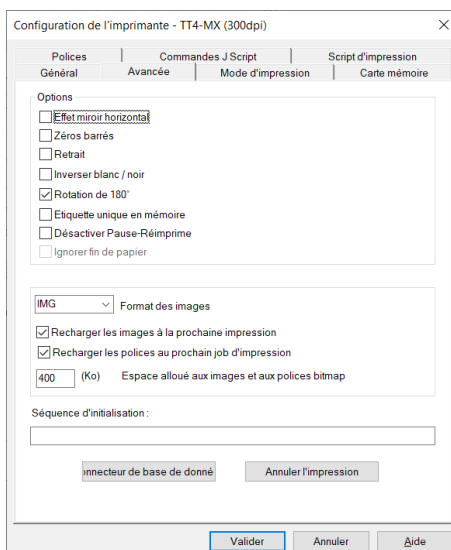 Configuration de l'imprimante - TT4-MX (300dpi)
Polices
Commandes J Script
Script d'impression
Général
Avancée
Mode d'impression
Carte mémoire
Options
Effet miroir horizontal
Zéros barrés
Retrait
Inverser blanc / noir
Rotation de 180°
Etiquette unique en mémoire
Désactiver Pause-Réimprime
Ignorer fin de papier
IMG
Format des images
Recharger les images à la prochaine impression
Recharger les polices au prochain job d'impression
400 (Ko) Espace alloué aux images et aux polices bitmap
Séquence d'initialisation :
nnecteur de base de donné
Annuler l'impression
Valider
Annuler
Aide